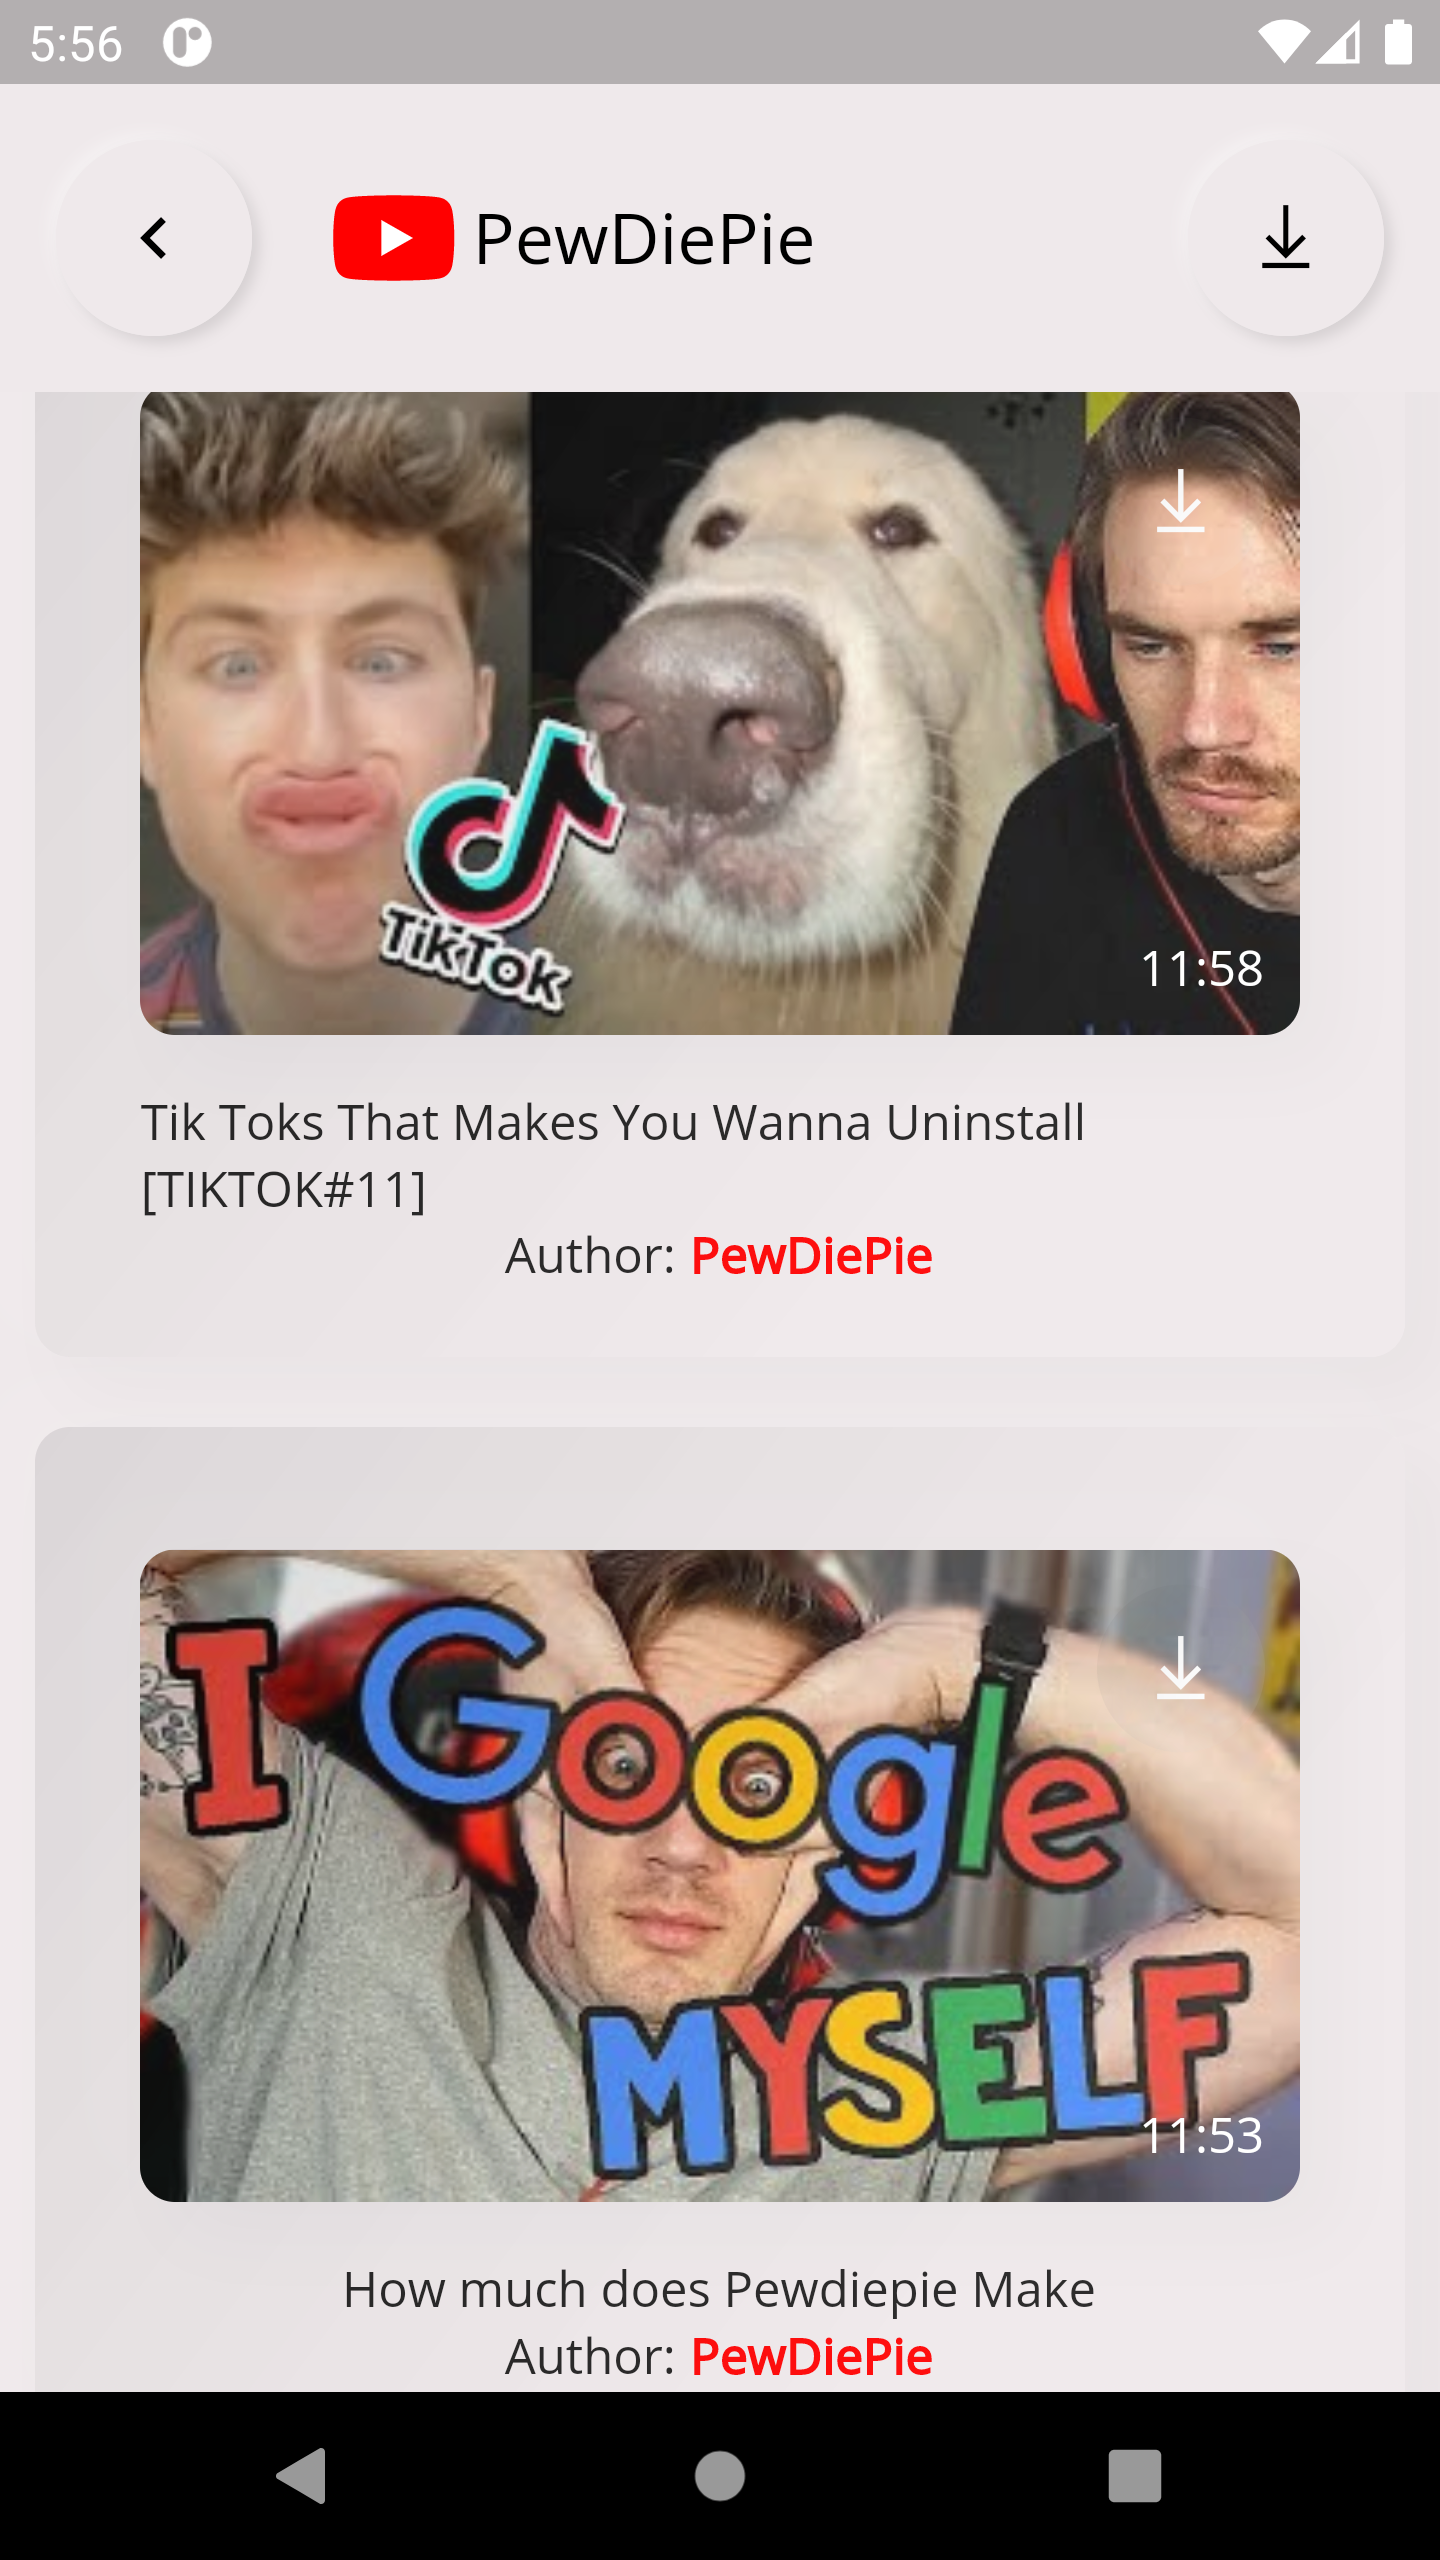 5:56
PewDiePie
TikTok
11:58
Tik Toks That Makes You Wanna Uninstall
[TIKTOK#11]
Author: PewDiePie
I Google
MYSELF
11:53
How much does Pewdiepie Make
Author: PewDiePie